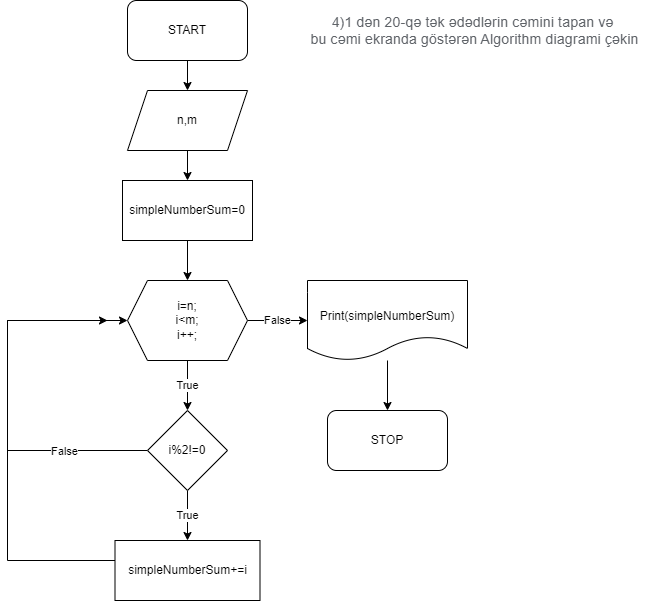 START
4)1 dən 20-qə tək ədədlərin cəmini tapan və
bu cəmi ekranda göstərən Algorithm diagrami çəkin
n,m
simpleNumberSum=0
i=n;
i<m;
i++;
False
Print(simpleNumberSum)
True
STOP
i%2!=0
False
True
simpleNumberSum+=i